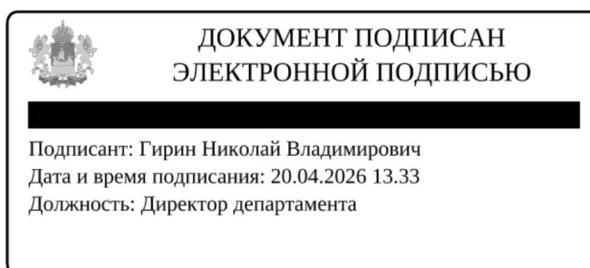 ДОКУМЕНТ ПОДПИСАН
ЭЛЕКТРОННОЙ ПОДПИСЬЮ
Подписант: Гирин Николай Владимирович
Дата и время подписания: 20.04.2026 13.33
Должность: Директор департамента